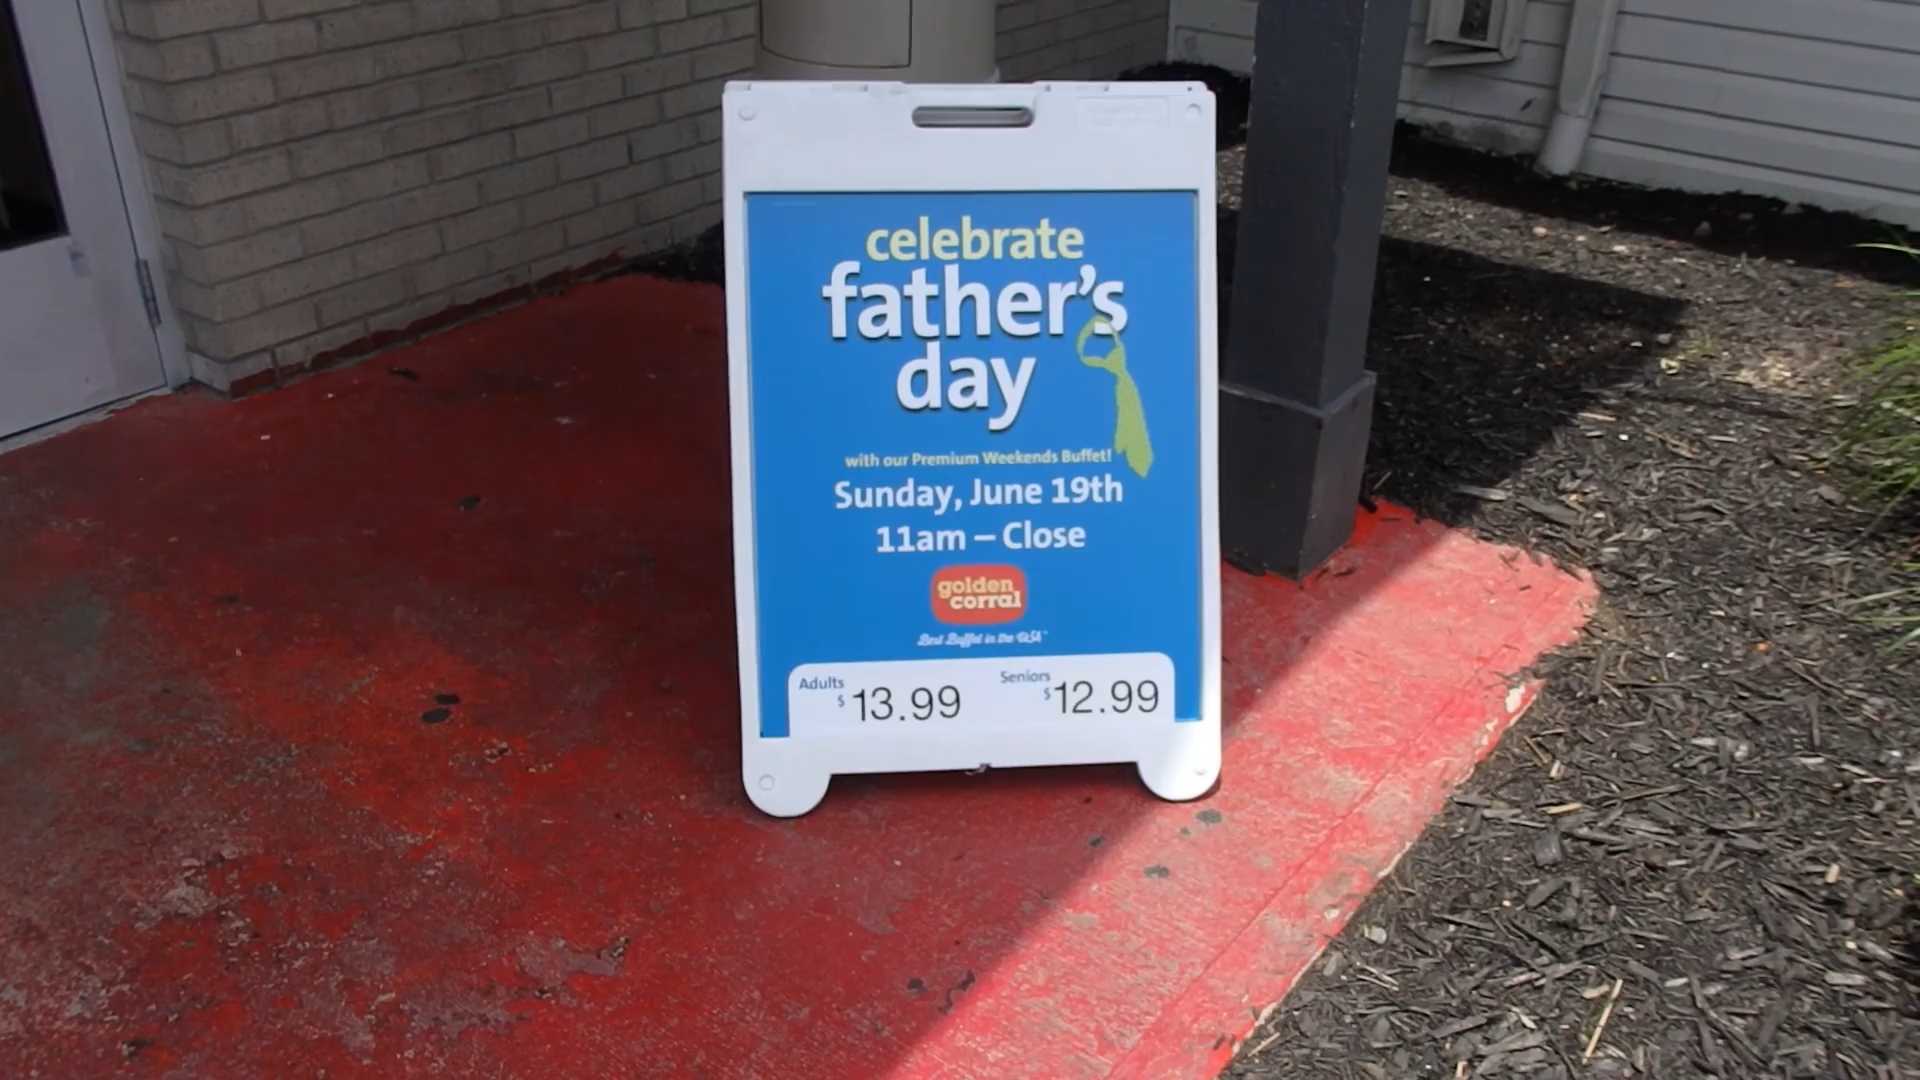 celebrate
father's
day
with our Premium Weekends Buffet!
Sunday, June 19th
11am – Close
golden
corral
Best Buffet in the USA
Adults Seniors
$13.99 $12.99